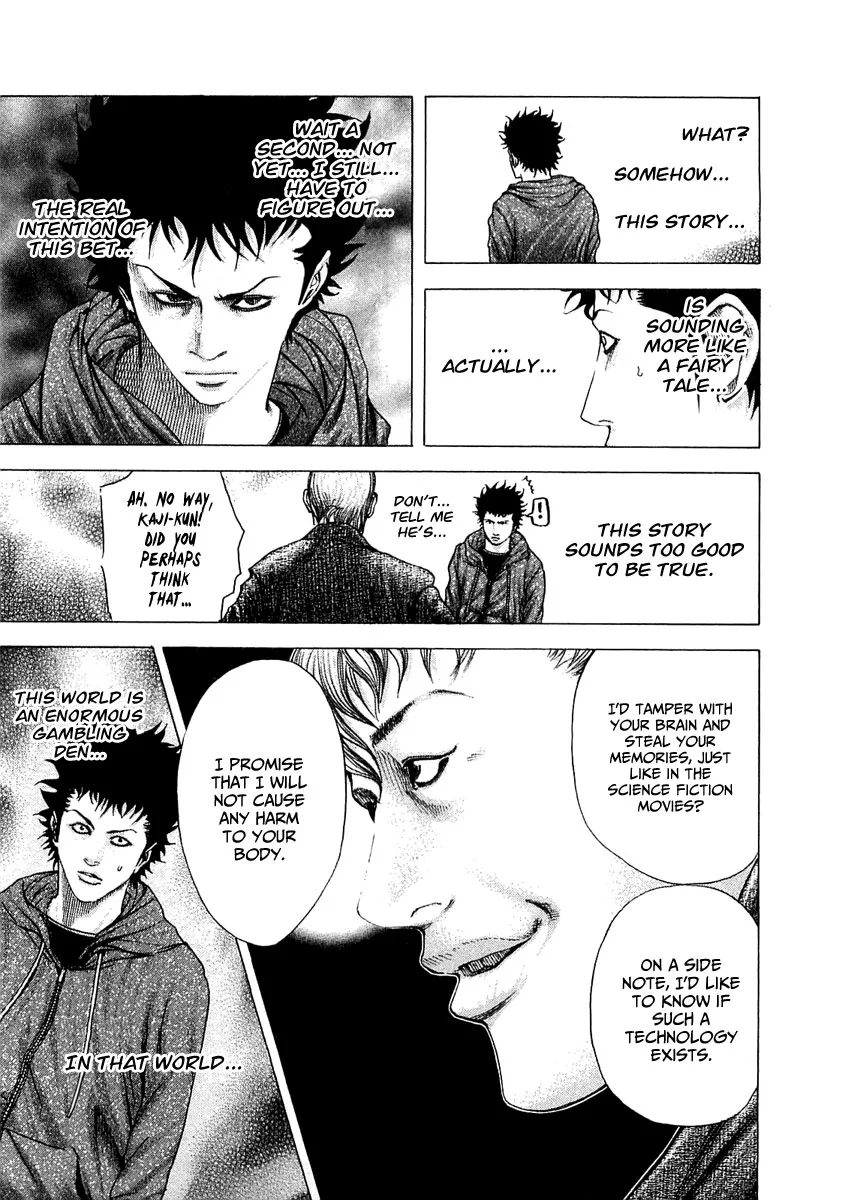 WHAT?
SOMEHOW...
THIS STORY...
WAIT A
SECOND... NOT
YET... I STILL...
HAVE TO
FIGURE OUT...
THE REAL
INTENTION OF
THIS BET...
IS
SOUNDING
MORE LIKE
A FAIRY
TALE...
...
ACTUALLY...
THIS STORY
SOUNDS TOO GOOD
TO BE TRUE.
!
DON'T...
TELL ME
HE'S...
AH. NO WAY,
KAJI-KUN!
DID YOU
PERHAPS
THINK
THAT...
I'D TAMPER WITH
YOUR BRAIN AND
STEAL YOUR
MEMORIES, JUST
LIKE IN THE
SCIENCE FICTION
MOVIES?
ON A SIDE
NOTE, I'D LIKE
TO KNOW IF
SUCH A
TECHNOLOGY
EXISTS.
I PROMISE
THAT I WILL
NOT CAUSE
ANY HARM
TO YOUR
BODY.
THIS WORLD IS
AN ENORMOUS
GAMBLING
DEN...
IN THAT WORLD...